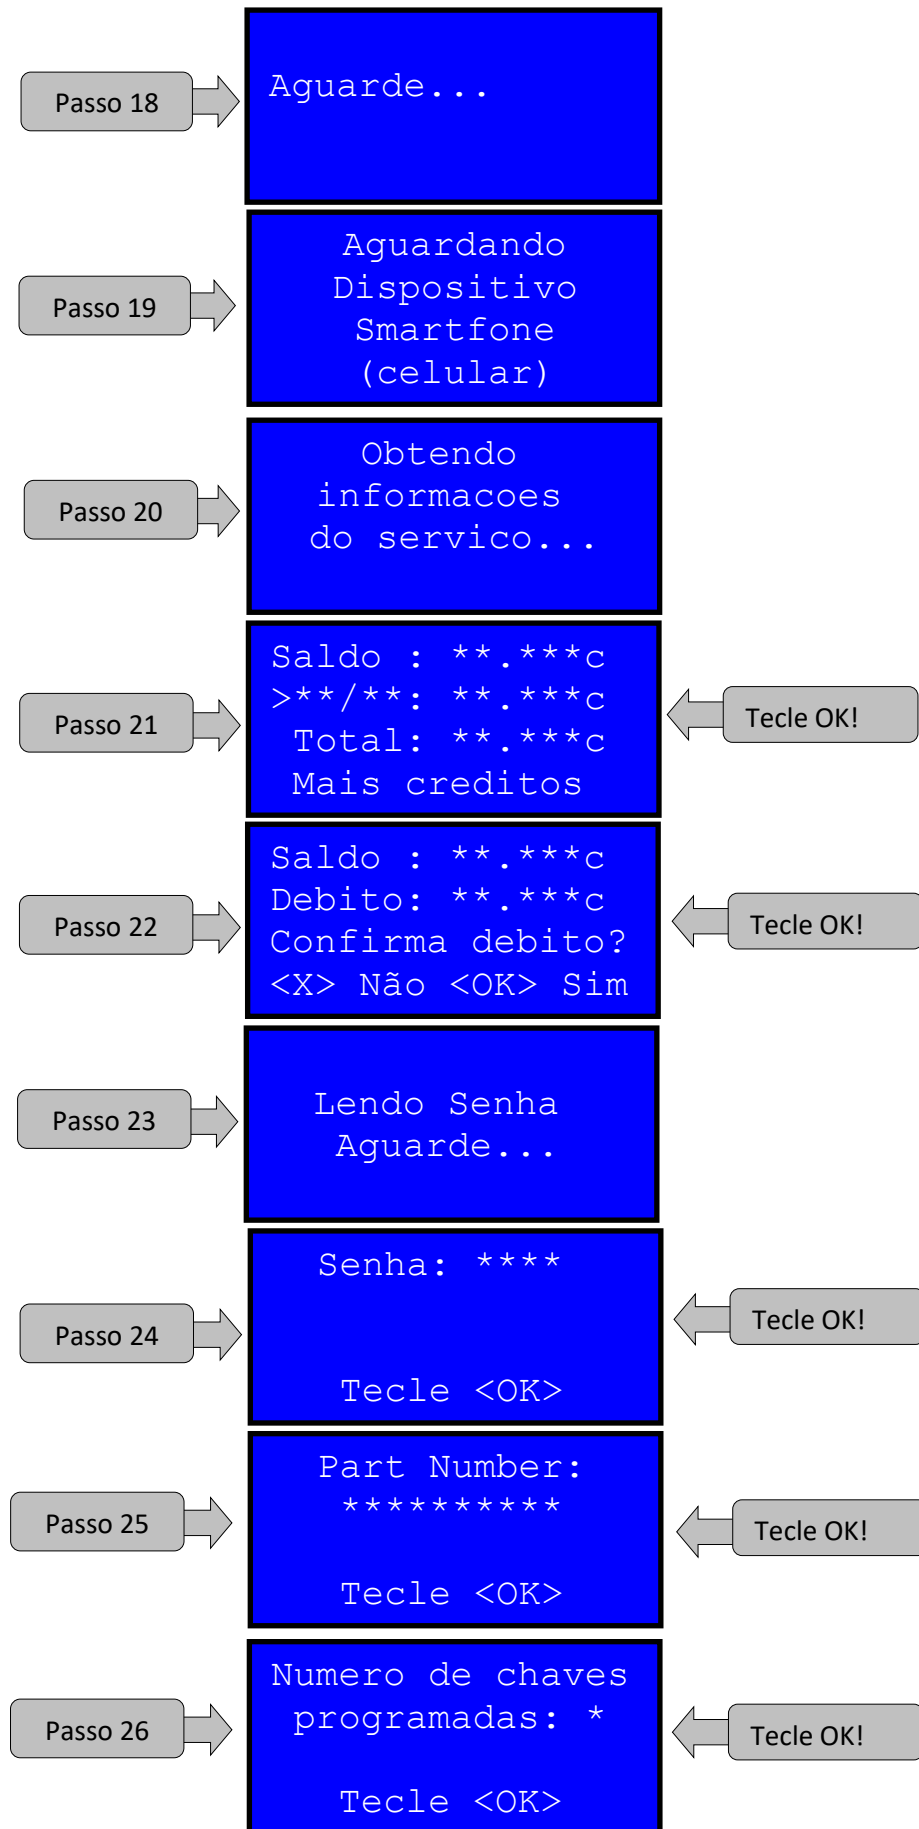 Passo 18
Aguarde...
Passo 19
Aguardando
Dispositivo
Smartfone
(celular)
Passo 20
Obtendo
informacoes
do servico...
Passo 21
Saldo : **.***c
>**/**: **.***c
Total: **.***c
Mais creditos
Tecle OK!
Passo 22
Saldo : **.***c
Debito: **.***c
Confirma debito?
<X> Não <OK> Sim
Tecle OK!
Passo 23
Lendo Senha
Aguarde...
Passo 24
Senha: ****
Tecle <OK>
Tecle OK!
Passo 25
Part Number:
**********
Tecle <OK>
Tecle OK!
Passo 26
Numero de chaves
programadas: *
Tecle <OK>
Tecle OK!